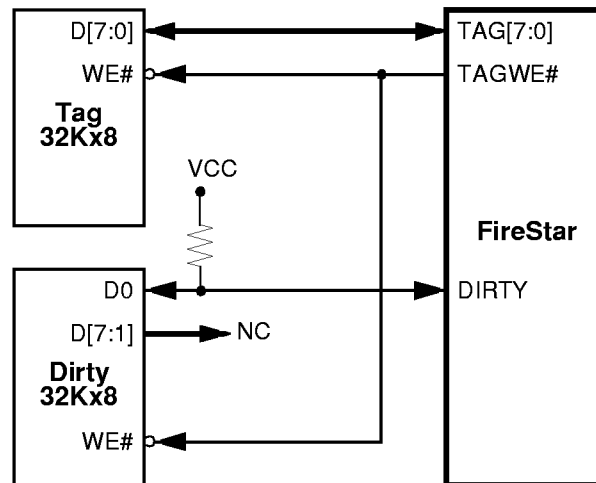 D[7:0]
TAG[7:0]
WE#
TAGWE#
Tag
32Kx8
VCC
FireStar
D0
DIRTY
D[7:1]
NC
Dirty
32Kx8
WE#